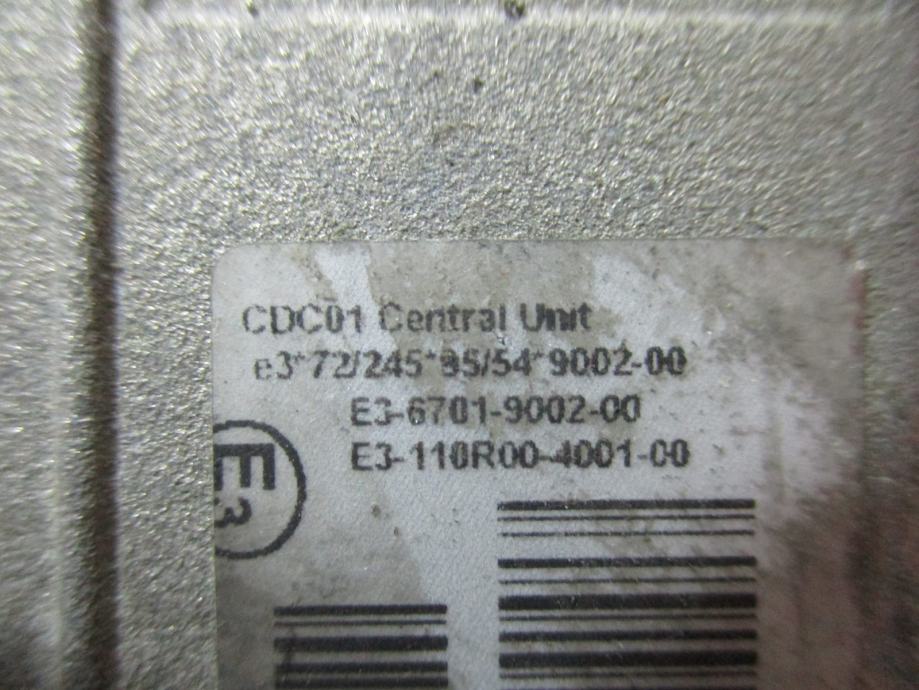 CDC01 Central Unit
e3*72/245*95/54*9002-00
E3-6701-9002-00
E3-110R00-4001-00
E3